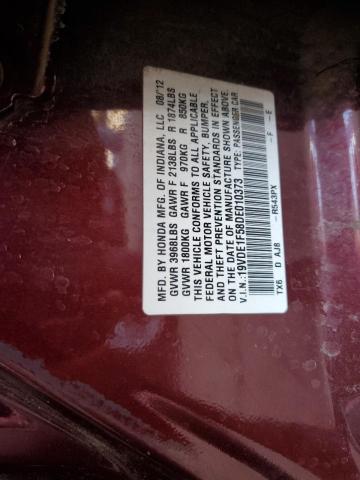 MFD. BY HONDA MFG. OF INDIANA, LLC 08/'12
GVWR 3968LBS GAWR F 2138LBS R 1874LBS
GVWR 1800KG GAWR F 970KG R 850KG
THIS VEHICLE CONFORMS TO ALL APPLICABLE
FEDERAL MOTOR VEHICLE SAFETY, BUMPER,
AND THEFT PREVENTION STANDARDS IN EFFECT
ON THE DATE OF MANUFACTURE SHOWN ABOVE.
V.I.N.:19VDE1F58DE010373 TYPE: PASSENGER CAR
R543PX F E
TX6 D AJ8 F E